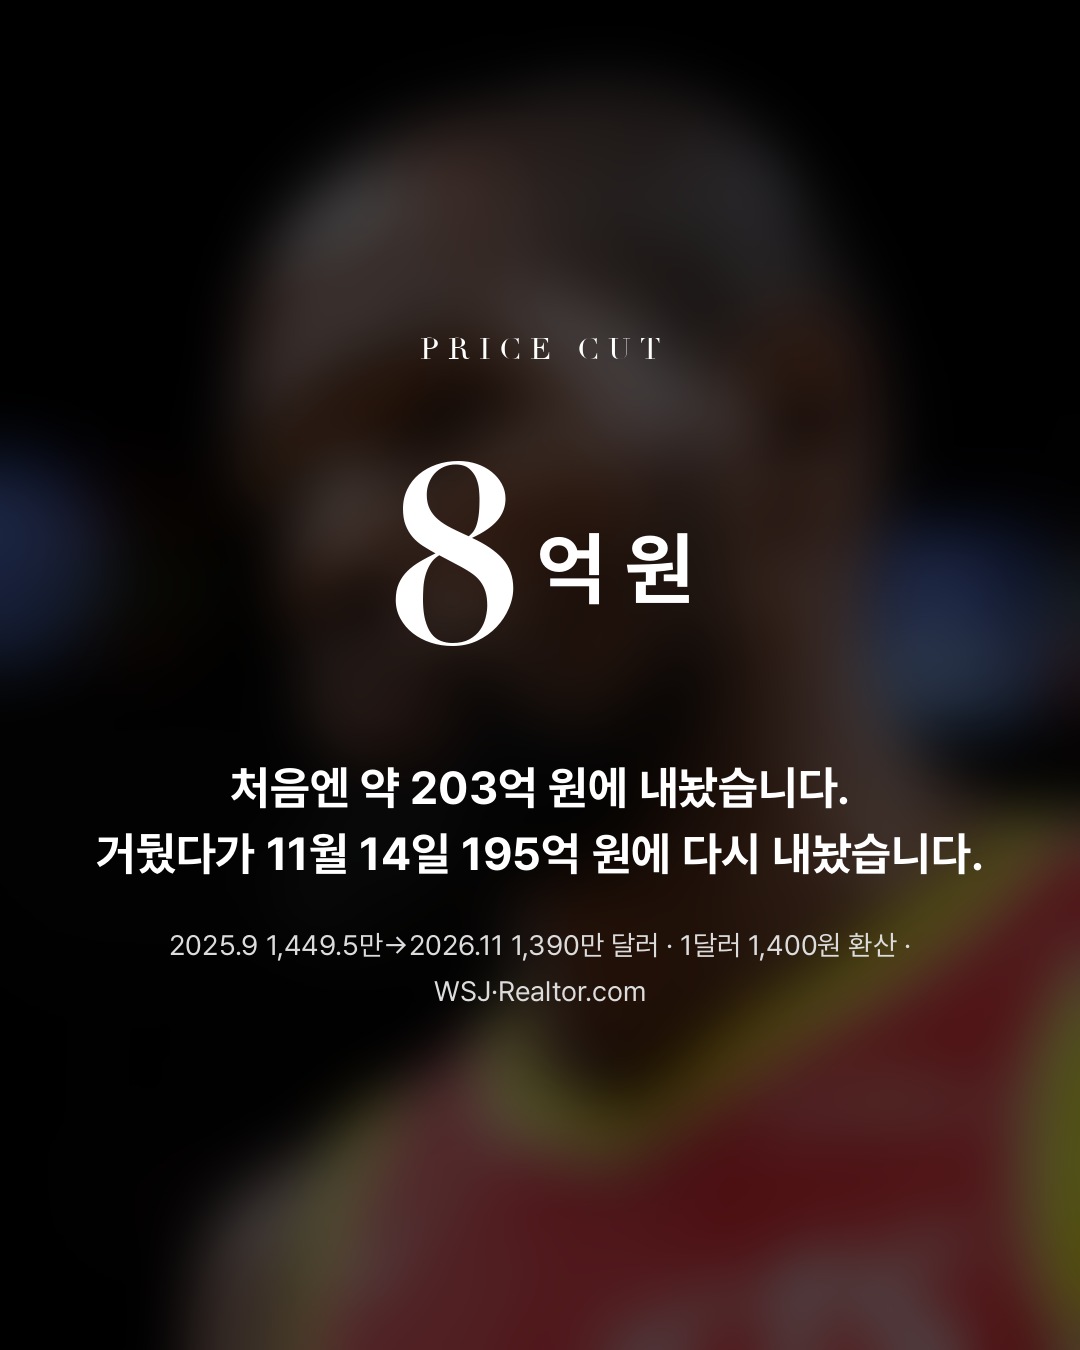 PRICE CUT
8억 원
처음엔 약 203억 원에 내놨습니다.
거뒀다가 11월 14일 195억 원에 다시 내놨습니다.
2025.9 1,449.5만→2026.11 1,390만 달러 · 1달러 1,400원 환산 ·
WSJ·Realtor.com